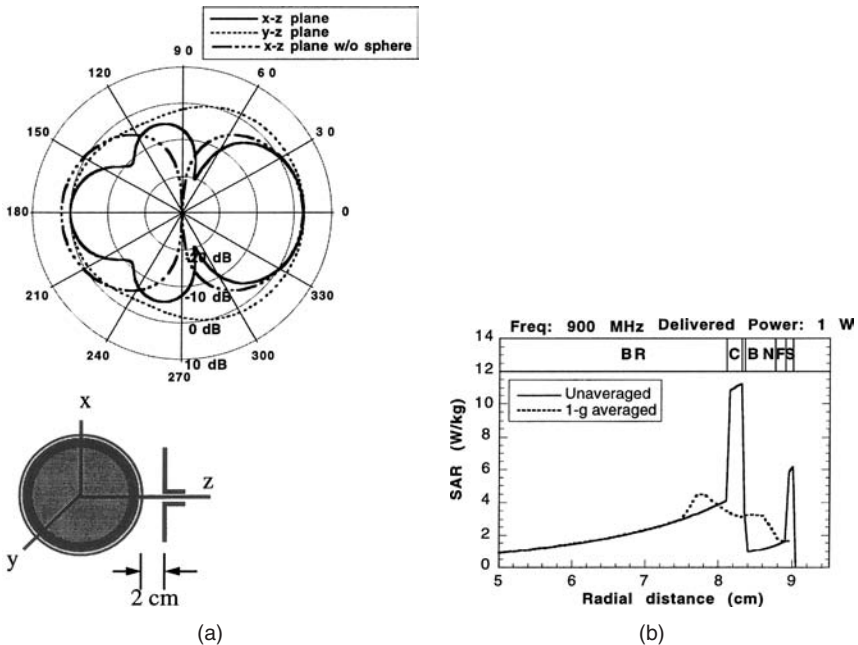 x-z plane
y-z plane
x-z plane w/o sphere
90
120
60
150
30
180
0
210
330
240
300
270
-20 dB
-10 dB
0 dB
10 dB
x
z
y
2 cm
(a)
Freq: 900 MHz Delivered Power: 1 W
14
12
10
8
6
4
2
0
BR C B N F S
Unaveraged
1-g averaged
SAR (W/kg)
5 6 7 8 9
Radial distance (cm)
(b)